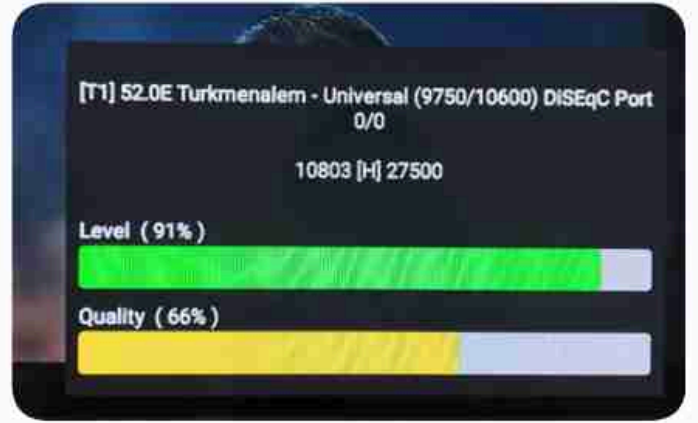 [T1] 52.0E Turkmenalem - Universal (9750/10600) DiSEqC Port
0/0
10803 [H] 27500
Level ( 91% )
Quality ( 66% )